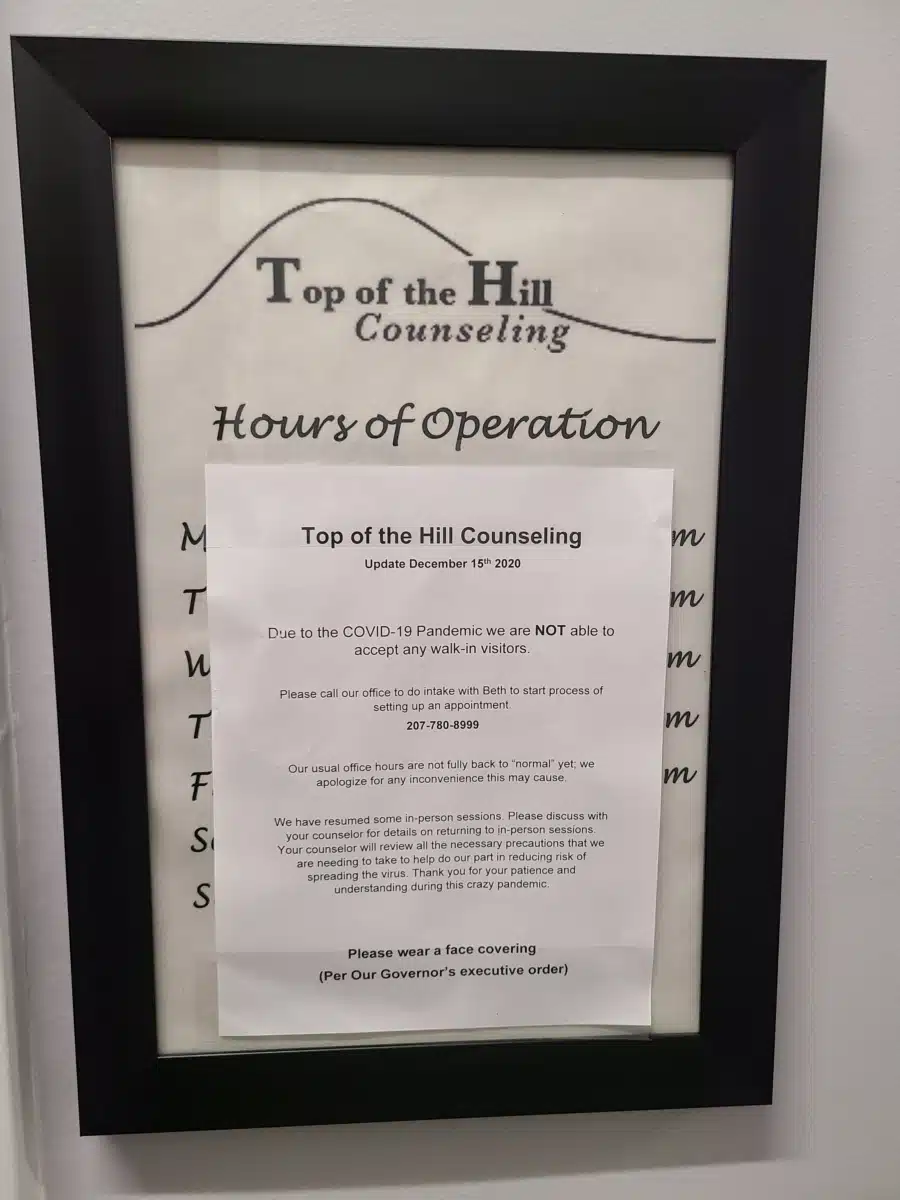 Top of the Hill
Counseling
Hours of Operation
M
T
W
T
F
S
S
m
m
m
m
m
Top of the Hill Counseling
Update December 15th 2020
Due to the COVID-19 Pandemic we are NOT able to
accept any walk-in visitors.
Please call our office to do intake with Beth to start process of
setting up an appointment.
207-780-8999
Our usual office hours are not fully back to “normal” yet; we
apologize for any inconvenience this may cause.
We have resumed some in-person sessions. Please discuss with
your counselor for details on returning to in-person sessions.
Your counselor will review all the necessary precautions that we
are needing to take to help do our part in reducing risk of
spreading the virus. Thank you for your patience and
understanding during this crazy pandemic.
Please wear a face covering
(Per Our Governor's executive order)